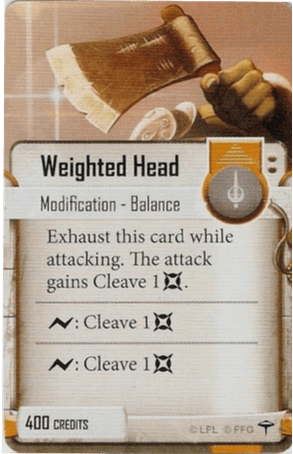 Weighted Head
Modification - Balance
Exhaust this card while
attacking. The attack
gains Cleave 1.
: Cleave 1
: Cleave 1
400 CREDITS
©LFL ©FFG